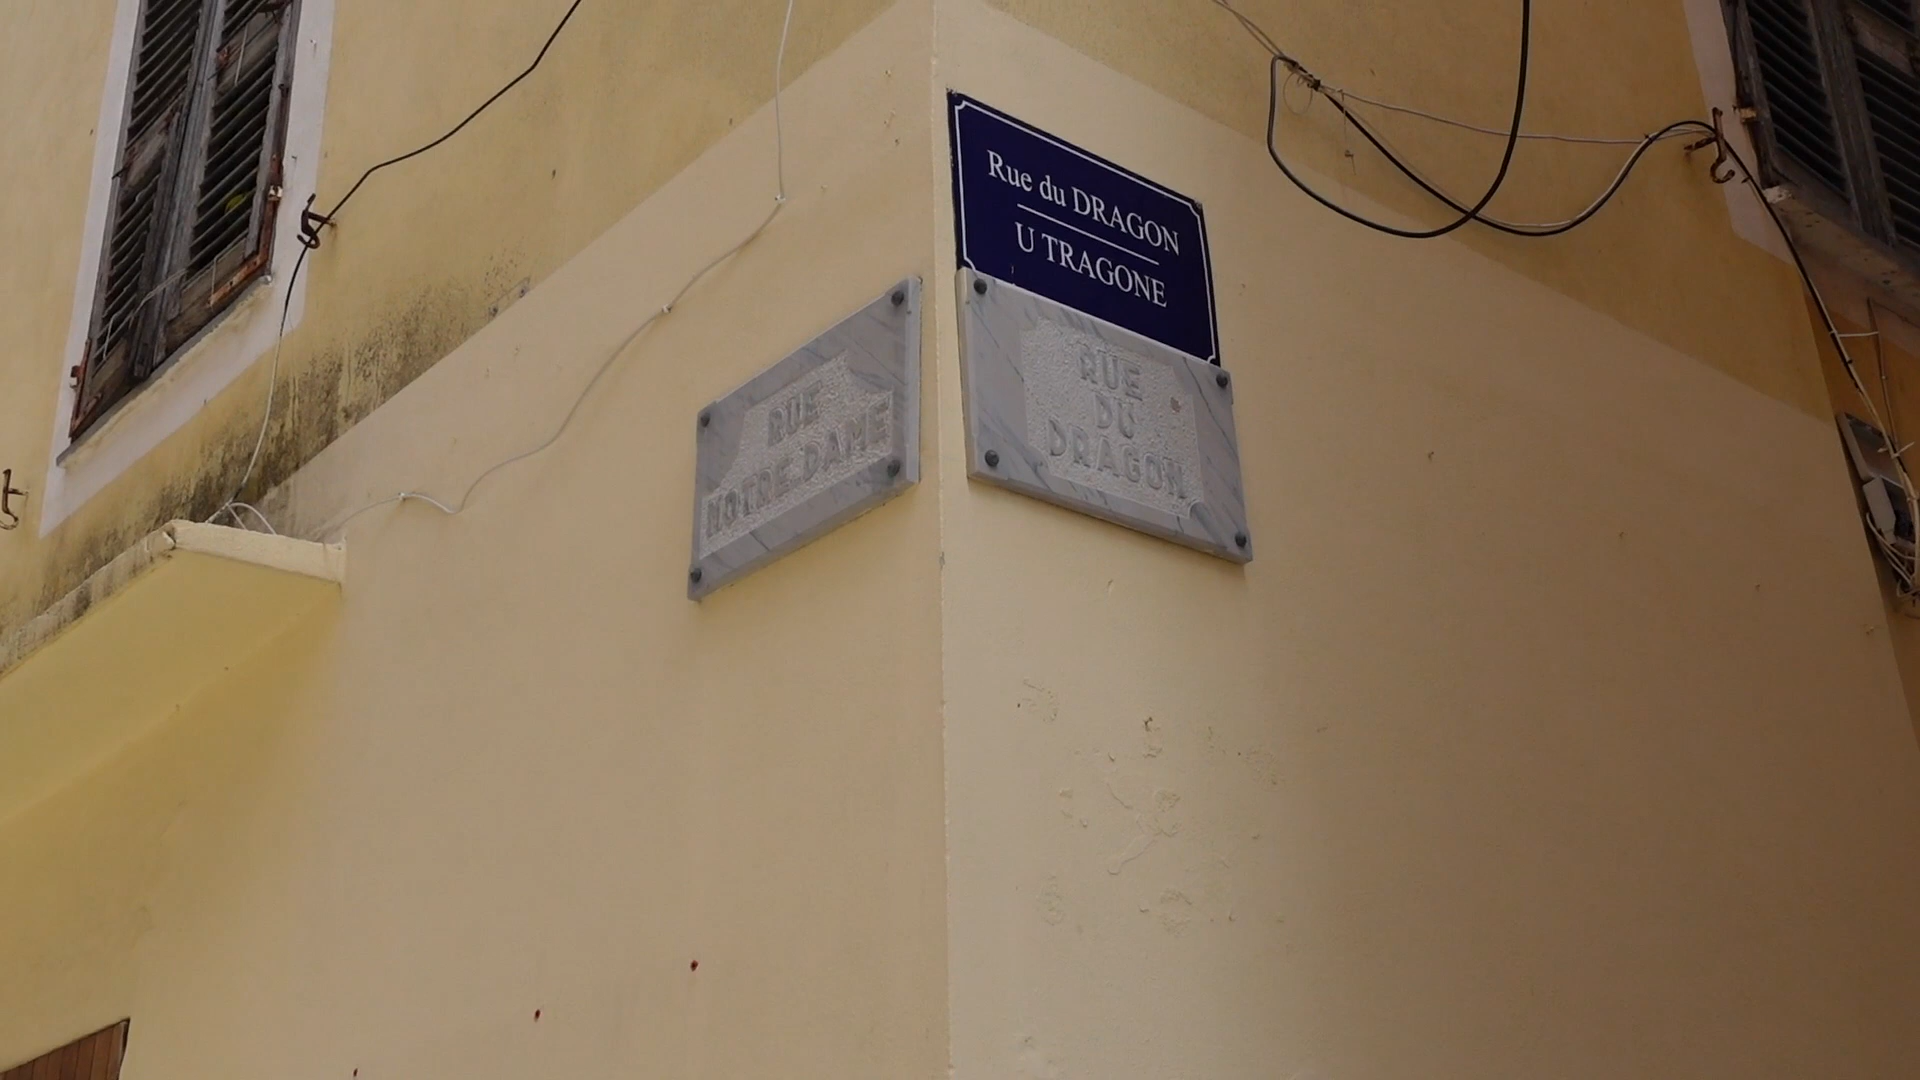 Rue du DRAGON
U TRAGONE
RUE
NOTRE.DAME
RUE
DU
DRAGON